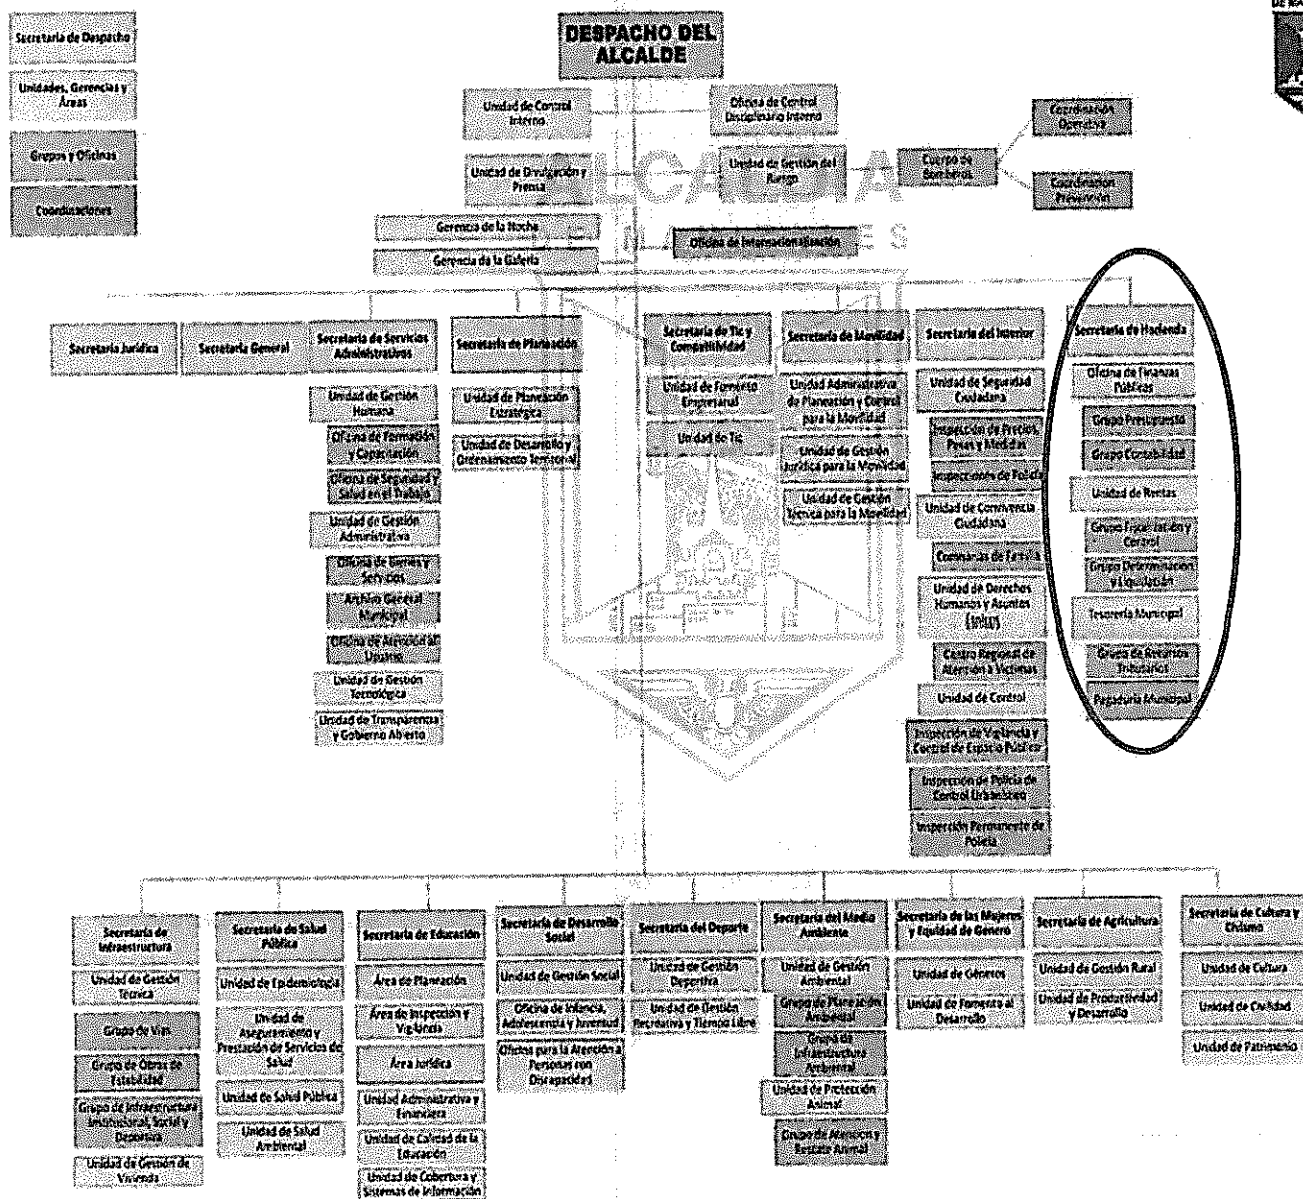 Secretaría de Despacho
Unidades, Gerencias y
Áreas
Grupos y Oficinas
Coordinaciones
DESPACHO DEL
ALCALDE
Unidad de Control
Interno
Oficina de Control
Disciplinario Interno
Unidad de Divulgación y
Prensa
Unidad de Gestión del
Riesgo
Cuerpo de
Bomberos
Coordinación
Operativa
Coordinación
Prevención
ALCALDÍA
Gerencia de la Noche
Gerencia de la Galería
Oficina de Internacionalización
Secretaría Jurídica
Secretaría General
Secretaría de Servicios
Administrativos
Unidad de Gestión
Humana
Oficina de Formación
y Capacitación
Oficina de Seguridad y
Salud en el Trabajo
Unidad de Gestión
Administrativa
Oficina de Bienes y
Servicios
Archivo General
Municipal
Oficina de Atención al
Usuario
Unidad de Gestión
Tecnológica
Unidad de Transparencia
y Gobierno Abierto
Secretaría de Planeación
Unidad de Planeación
Estratégica
Unidad de Desarrollo y
Ordenamiento Territorial
Secretaría de Tic y
Competitividad
Unidad de Fomento
Empresarial
Unidad de Tic
Secretaría de Movilidad
Unidad Administrativa
de Planeación y Control
para la Movilidad
Unidad de Gestión
Jurídica para la Movilidad
Unidad de Gestión
Técnica para la Movilidad
Secretaría del Interior
Unidad de Seguridad
Ciudadana
Inspección de Precios,
Pesas y Medidas
Inspecciones de Policía
Unidad de Convivencia
Ciudadana
Comisarías de Familia
Unidad de Derechos
Humanos y Asuntos
Étnicos
Centro Regional de
Atención a Víctimas
Unidad de Control
Inspección de Vigilancia y
Control de Espacio Público
Inspección de Policía de
Control Urbanístico
Inspección Permanente de
Policía
Secretaría de Hacienda
Oficina de Finanzas
Públicas
Grupo Presupuesto
Grupo Contabilidad
Unidad de Rentas
Grupo Fiscalización y
Control
Grupo Determinación
y Liquidación
Tesorería Municipal
Grupo de Recursos
Tributarios
Pagaduría Municipal
Secretaría de
Infraestructura
Unidad de Gestión
Técnica
Grupo de Vías
Grupo de Obras de
Estabilidad
Grupo de Infraestructura
Institucional, Social y
Deportiva
Unidad de Gestión de
Vivienda
Secretaría de Salud
Pública
Unidad de Epidemiología
Unidad de
Aseguramiento y
Prestación de Servicios de
Salud
Unidad de Salud Pública
Unidad de Salud
Ambiental
Secretaría de Educación
Área de Planeación
Área de Inspección y
Vigilancia
Área Jurídica
Unidad Administrativa y
Financiera
Unidad de Calidad de la
Educación
Unidad de Cobertura y
Sistemas de Información
Secretaría de Desarrollo
Social
Unidad de Gestión Social
Oficina de Infancia,
Adolescencia y Juventud
Oficina para la Atención a
Personas con
Discapacidad
Secretaría del Deporte
Unidad de Gestión
Deportiva
Unidad de Gestión
Recreativa y Tiempo Libre
Secretaría del Medio
Ambiente
Unidad de Gestión
Ambiental
Grupo de Planeación
Ambiental
Grupo de
Infraestructura
Ambiental
Unidad de Protección
Animal
Grupo de Atención y
Rescate Animal
Secretaría de las Mujeres
y Equidad de Género
Unidad de Géneros
Unidad de Fomento al
Desarrollo
Secretaría de Agricultura
Unidad de Gestión Rural
Unidad de Productividad
y Desarrollo
Secretaría de Cultura y
Civismo
Unidad de Cultura
Unidad de Civilidad
Unidad de Patrimonio